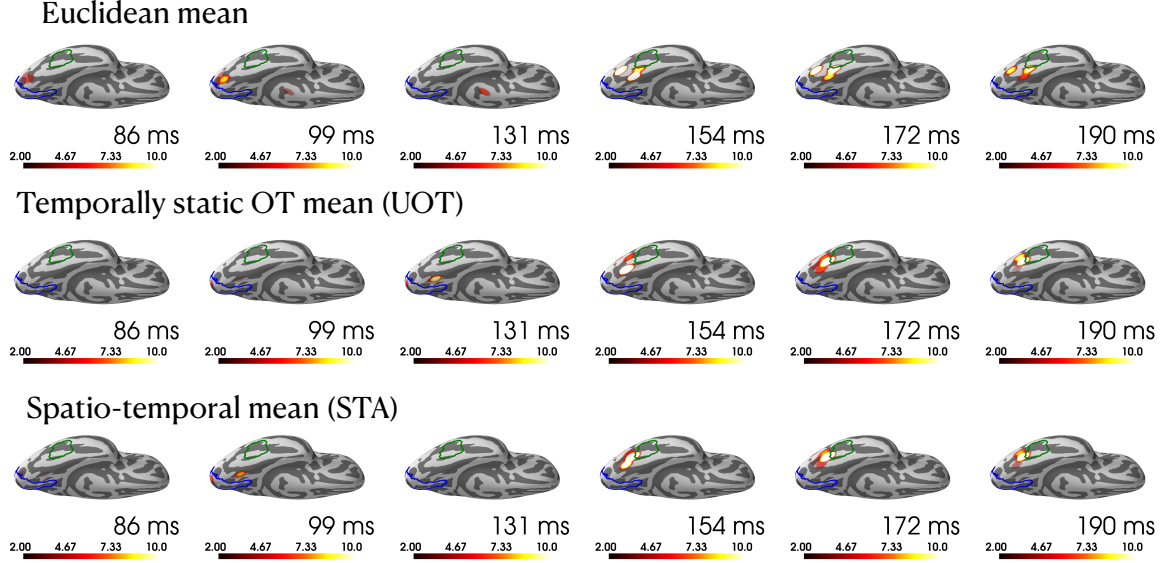 Euclidean mean
86 ms 99 ms 131 ms 154 ms 172 ms 190 ms
2.00 4.67 7.33 10.0 2.00 4.67 7.33 10.0 2.00 4.67 7.33 10.0 2.00 4.67 7.33 10.0 2.00 4.67 7.33 10.0 2.00 4.67 7.33 10.0
Temporally static OT mean (UOT)
86 ms 99 ms 131 ms 154 ms 172 ms 190 ms
2.00 4.67 7.33 10.0 2.00 4.67 7.33 10.0 2.00 4.67 7.33 10.0 2.00 4.67 7.33 10.0 2.00 4.67 7.33 10.0 2.00 4.67 7.33 10.0
Spatio-temporal mean (STA)
86 ms 99 ms 131 ms 154 ms 172 ms 190 ms
2.00 4.67 7.33 10.0 2.00 4.67 7.33 10.0 2.00 4.67 7.33 10.0 2.00 4.67 7.33 10.0 2.00 4.67 7.33 10.0 2.00 4.67 7.33 10.0